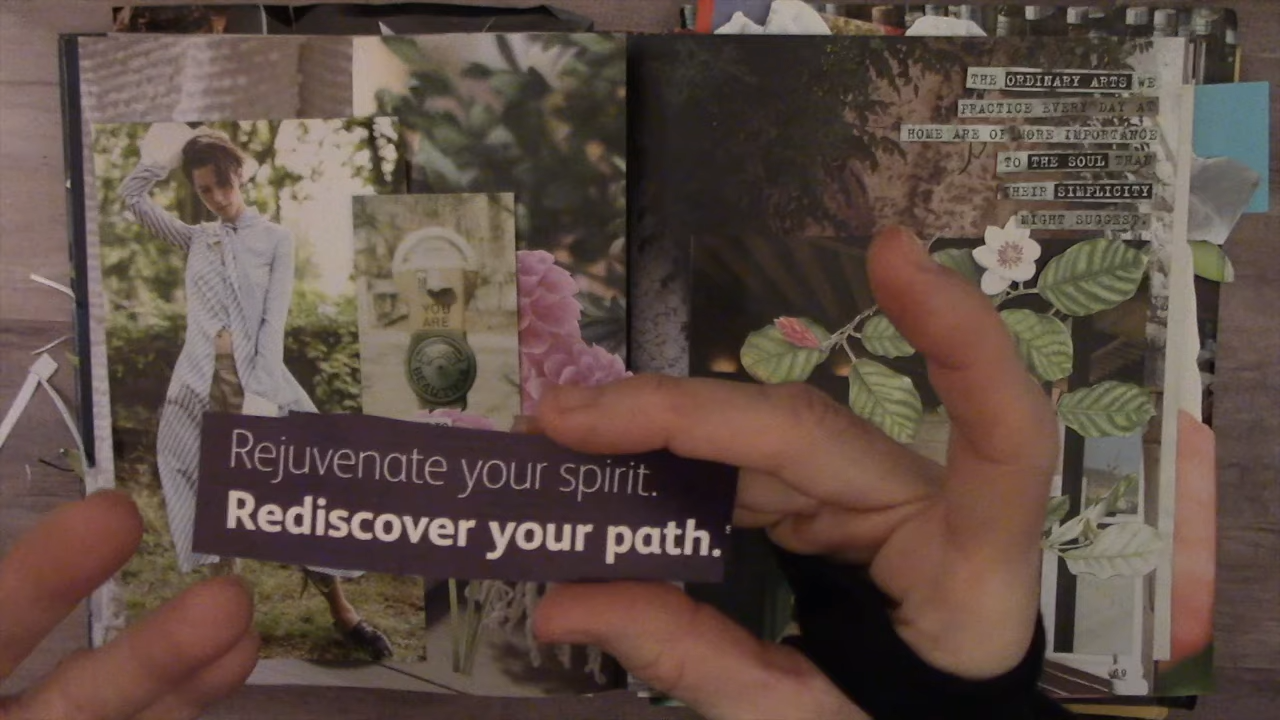 THE ORDINARY ARTS WE
PRACTICE EVERY DAY AT
HOME ARE OF MORE IMPORTANCE
TO THE SOUL THAN
THEIR SIMPLICITY
MIGHT SUGGEST.
YOU
ARE
Rejuvenate your spirit.
Rediscover your path.